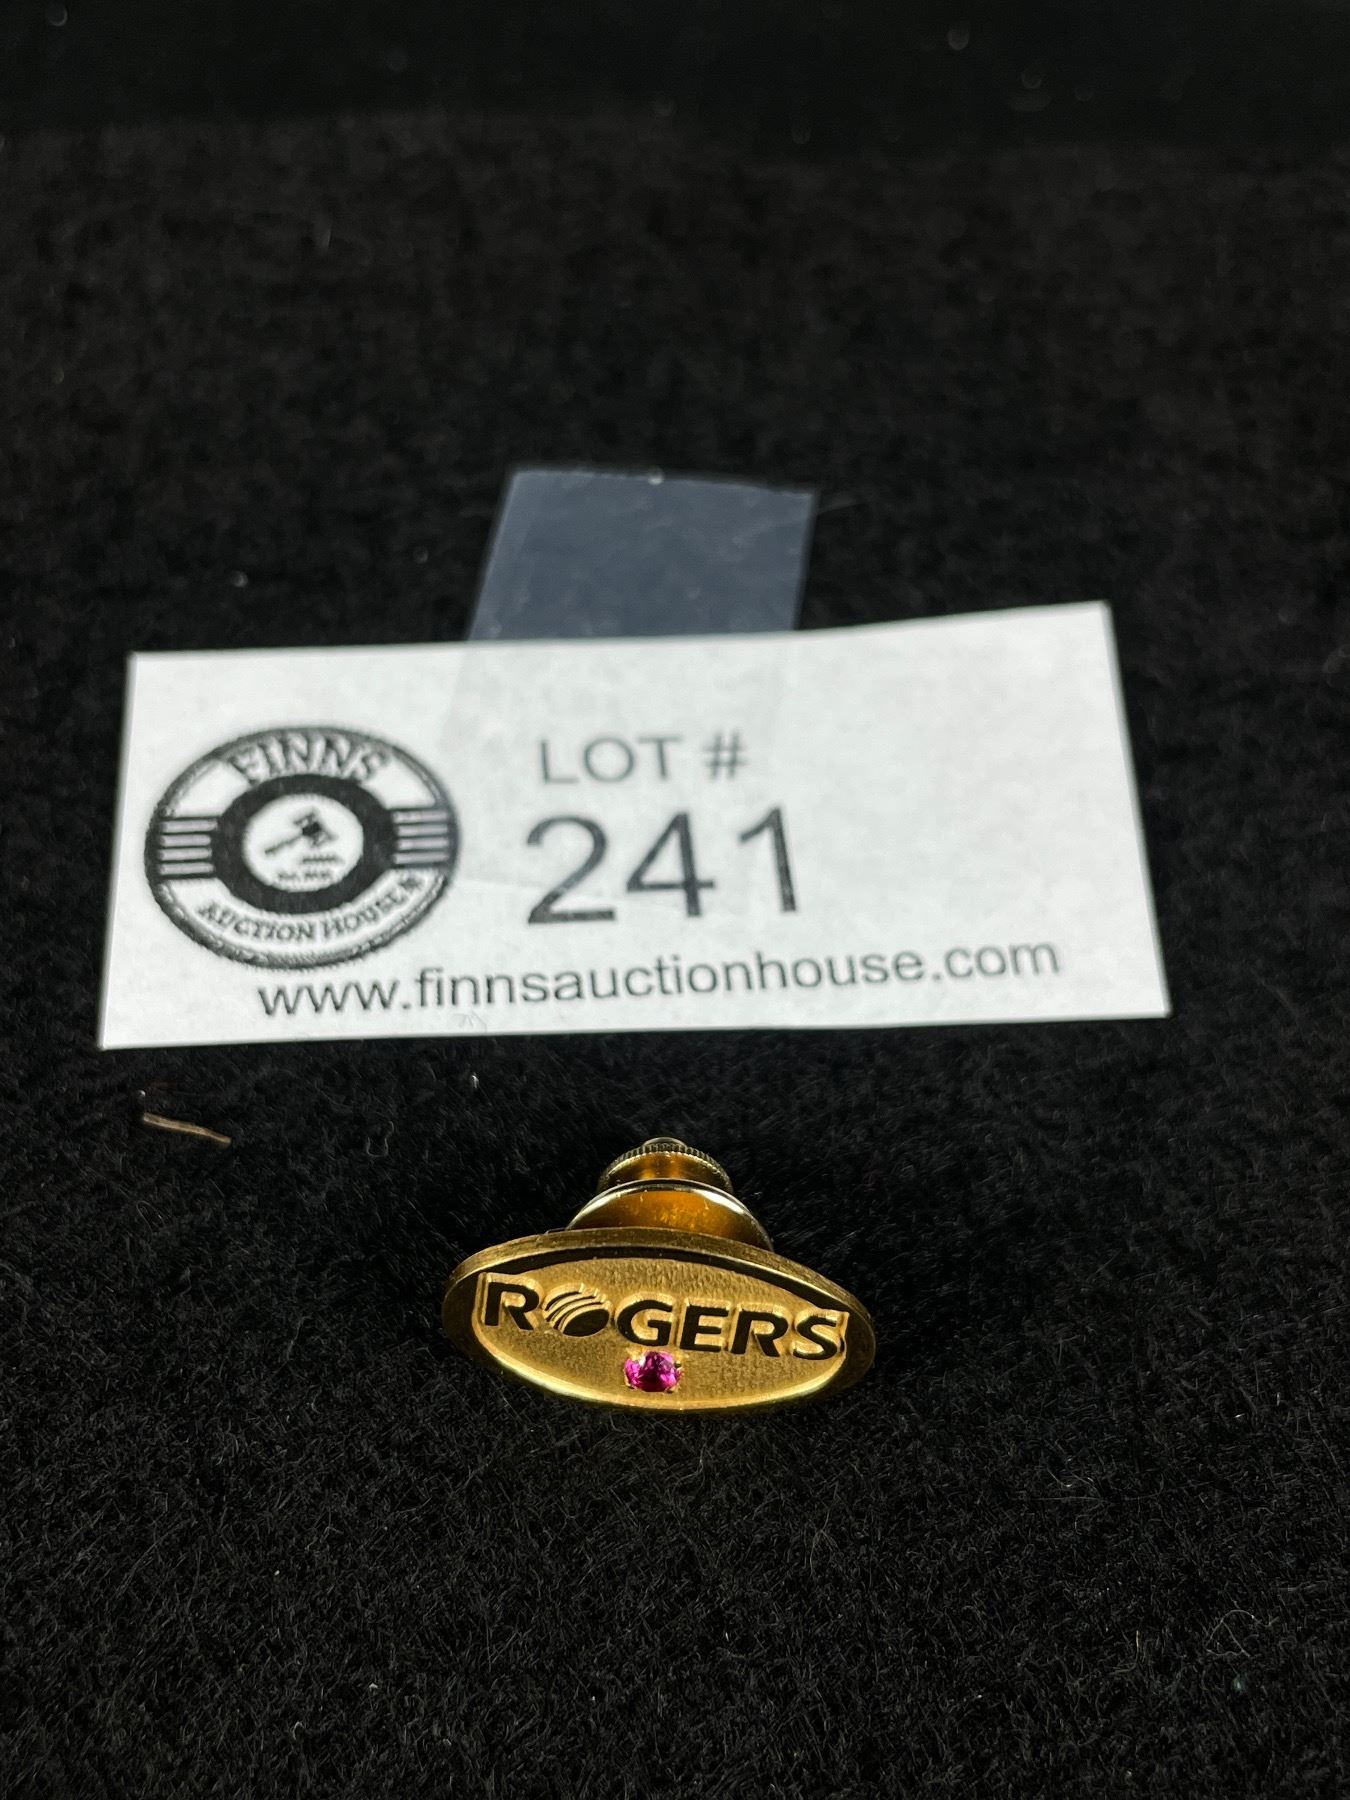 FINNS
AUCTION HOUSE
LOT #
241
www.finnsauctionhouse.com
ROGERS